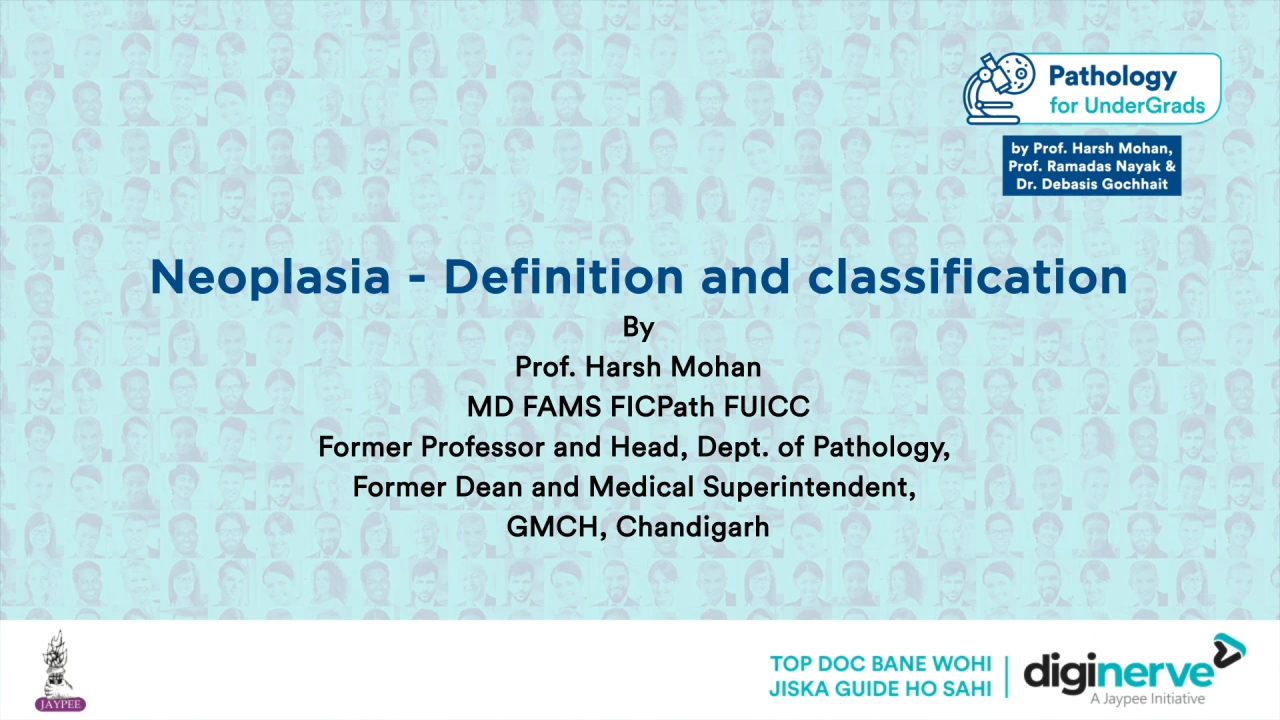 Pathology
for UnderGrads
by Prof. Harsh Mohan,
Prof. Ramadas Nayak &
Dr. Debasis Gochhait
Neoplasia - Definition and classification
By
Prof. Harsh Mohan
MD FAMS FICPath FUICC
Former Professor and Head, Dept. of Pathology,
Former Dean and Medical Superintendent,
GMCH, Chandigarh
JAYPEE
TOP DOC BANE WOHI
JISKA GUIDE HO SAHI
diginerve
A Jaypee Initiative